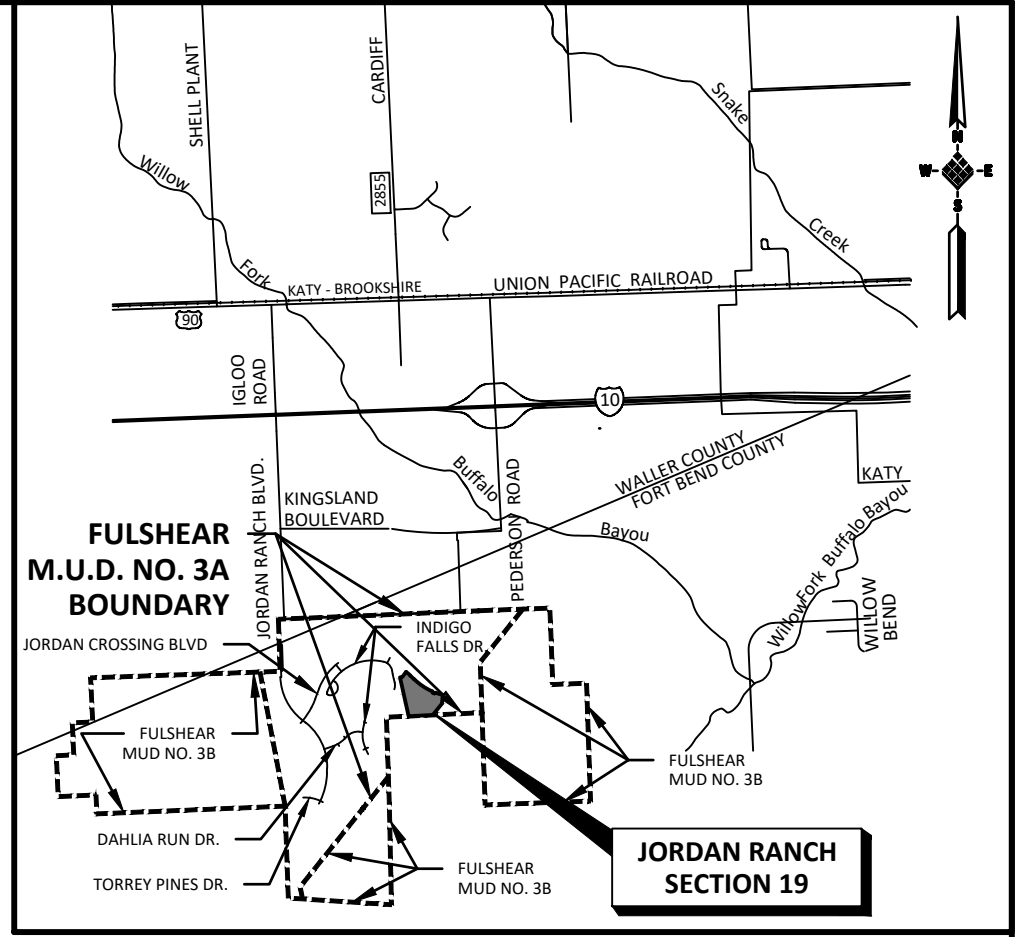 SHELL PLANT
CARDIFF
Snake
Willow
2855
N
W
E
S
Creek
Fork
KATY - BROOKSHIRE
UNION PACIFIC RAILROAD
90
IGLOO
ROAD
10
WALLER COUNTY
FORT BEND COUNTY
KATY
Buffalo
Bayou
PEDERSON ROAD
JORDAN RANCH BLVD.
KINGSLAND
BOULEVARD
Willow Fork Buffalo Bayou
WILLOW
BEND
FULSHEAR
M.U.D. NO. 3A
BOUNDARY
JORDAN CROSSING BLVD
INDIGO
FALLS DR.
FULSHEAR
MUD NO. 3B
FULSHEAR
MUD NO. 3B
DAHLIA RUN DR.
TORREY PINES DR.
FULSHEAR
MUD NO. 3B
JORDAN RANCH
SECTION 19